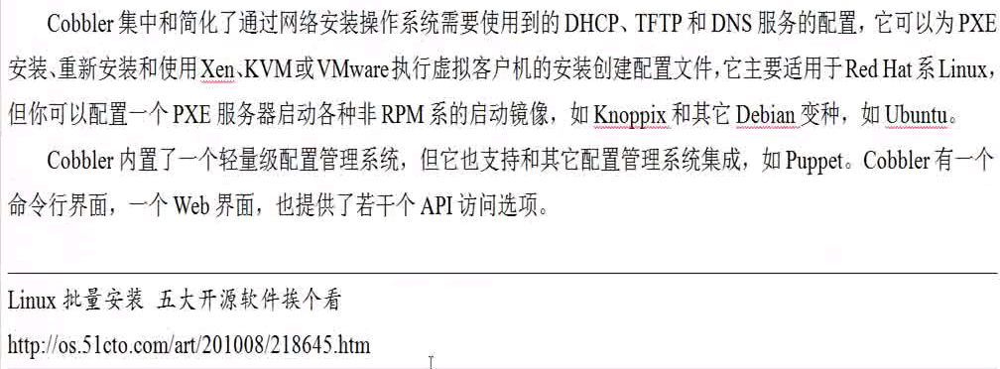 Cobbler 集中和简化了通过网络安装操作系统需要使用到的 DHCP、TFTP 和 DNS 服务的配置，它可以为 PXE
安装、重新安装和使用 Xen、KVM 或 VMware 执行虚拟客户机的安装创建配置文件，它主要适用于 Red Hat 系 Linux，
但你可以配置一个 PXE 服务器启动各种非 RPM 系的启动镜像，如 Knoppix 和其它 Debian 变种，如 Ubuntu。
Cobbler 内置了一个轻量级配置管理系统，但它也支持和其它配置管理系统集成，如 Puppet。Cobbler 有一个
命令行界面，一个 Web 界面，也提供了若干个 API 访问选项。
Linux 批量安装 五大开源软件挨个看
http://os.51cto.com/art/201008/218645.htm